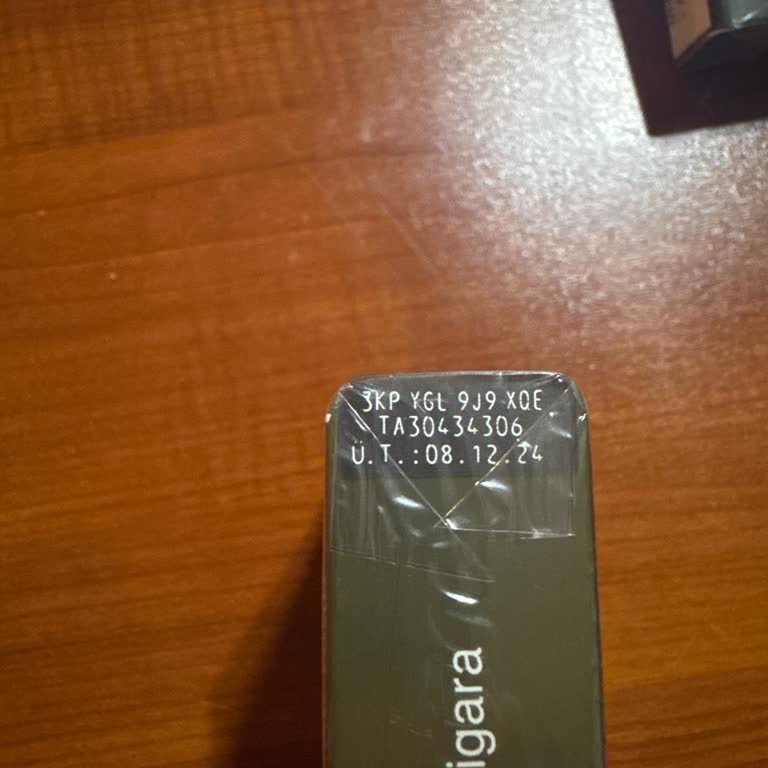 3KP YGL 9J9 XQE
TA30434306
Ü.T.:08.12.24
igara